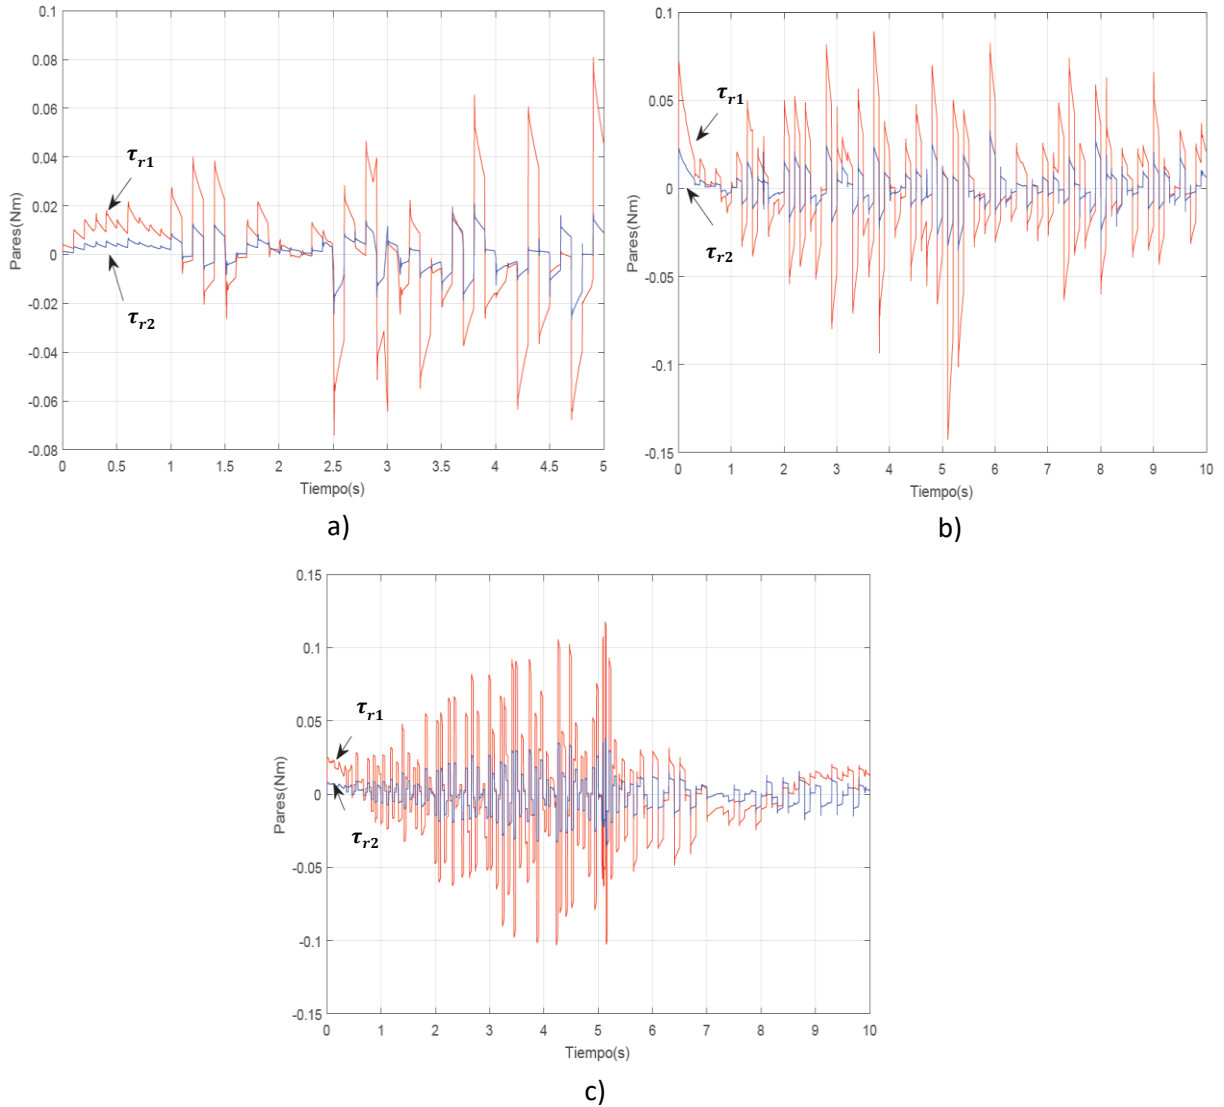 0.1
0.08
0.06
0.04
0.02
0
-0.02
-0.04
-0.06
-0.08
Pares(Nm)
τr1
τr2
0 0.5 1 1.5 2 2.5 3 3.5 4 4.5 5
Tiempo(s)
a)
0.1
0.05
0
-0.05
-0.1
-0.15
Pares(Nm)
τr1
τr2
0 1 2 3 4 5 6 7 8 9 10
Tiempo(s)
b)
0.15
0.1
0.05
0
-0.05
-0.1
-0.15
Pares(Nm)
τr1
τr2
0 1 2 3 4 5 6 7 8 9 10
Tiempo(s)
c)